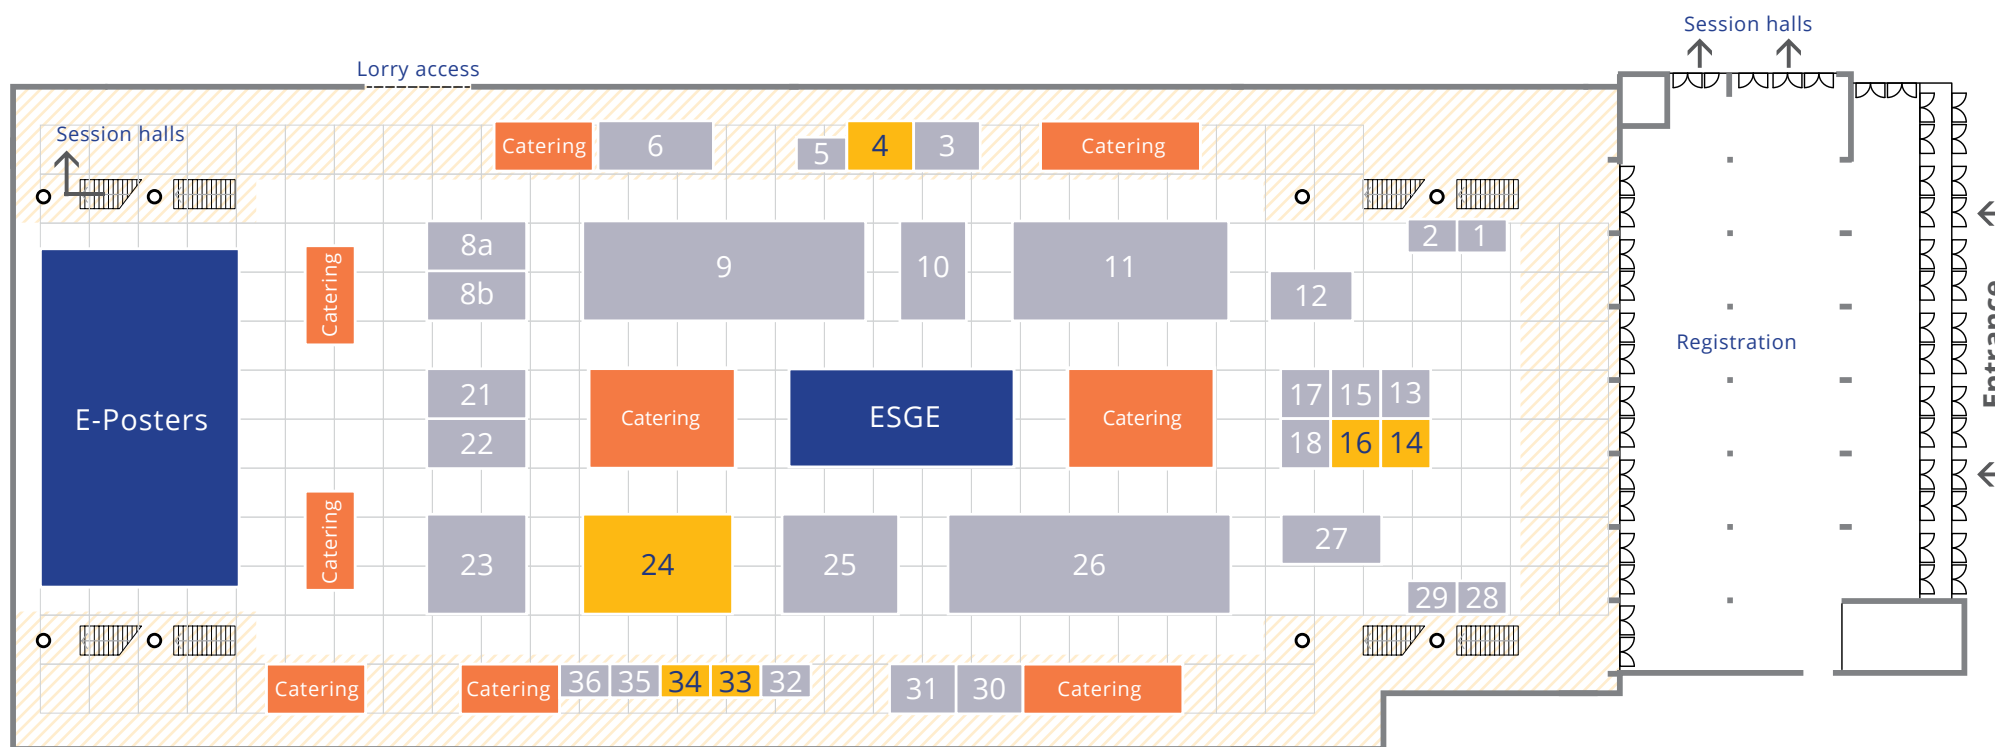 Session halls
Lorry access
Session halls
Catering
6
5
4
3
Catering
2
1
8a
8b
9
10
11
12
Catering
Entrance
Registration
E-Posters
21
22
Catering
ESGE
Catering
17
15
13
18
16
14
Catering
23
24
25
26
27
29
28
Catering
Catering
36
35
34
33
32
31
30
Catering